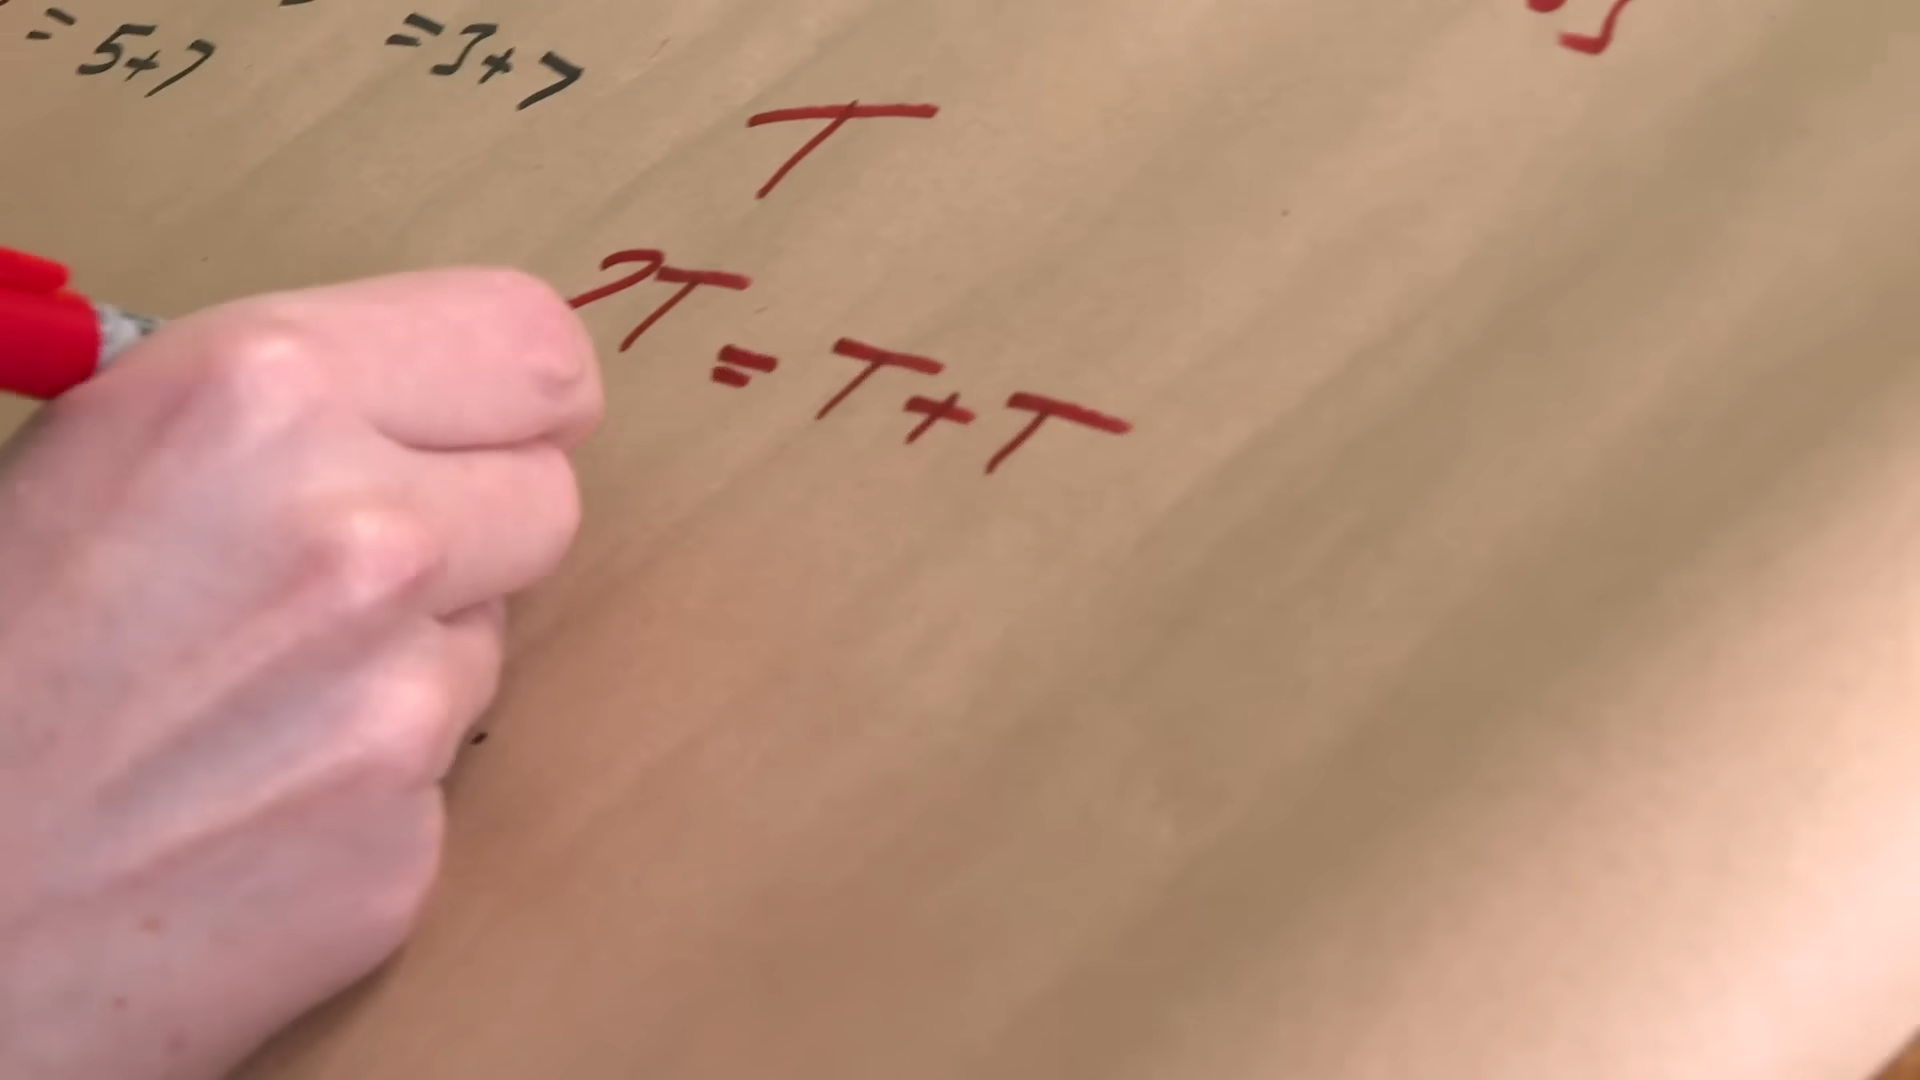 = 5+7 = 3+7
T
2T = T+T